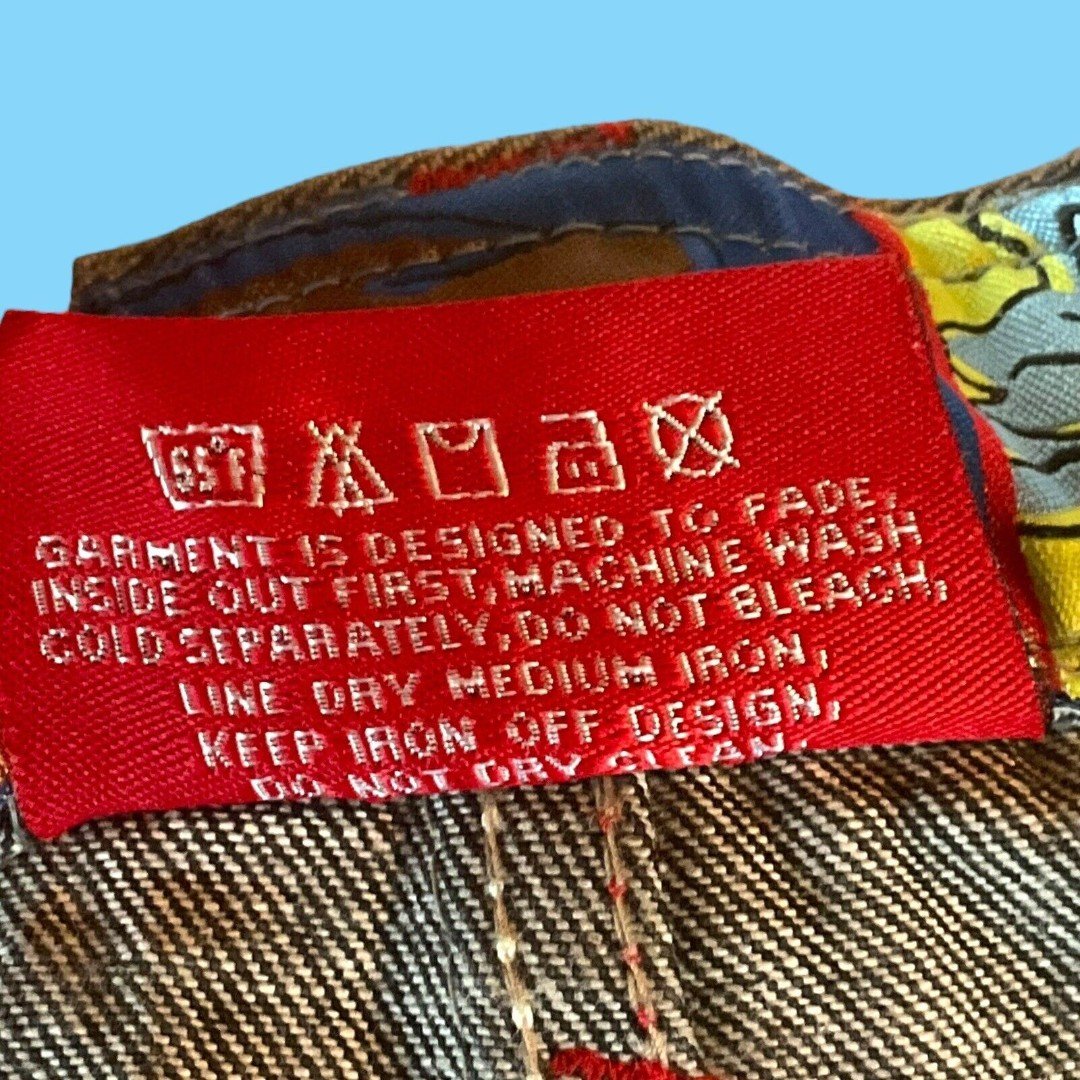 55°F
GARMENT IS DESIGNED TO FADE,
INSIDE OUT FIRST, MACHINE WASH
COLD SEPARATELY, DO NOT BLEACH,
LINE DRY MEDIUM IRON,
KEEP IRON OFF DESIGN,
DO NOT DRY CLEAN.